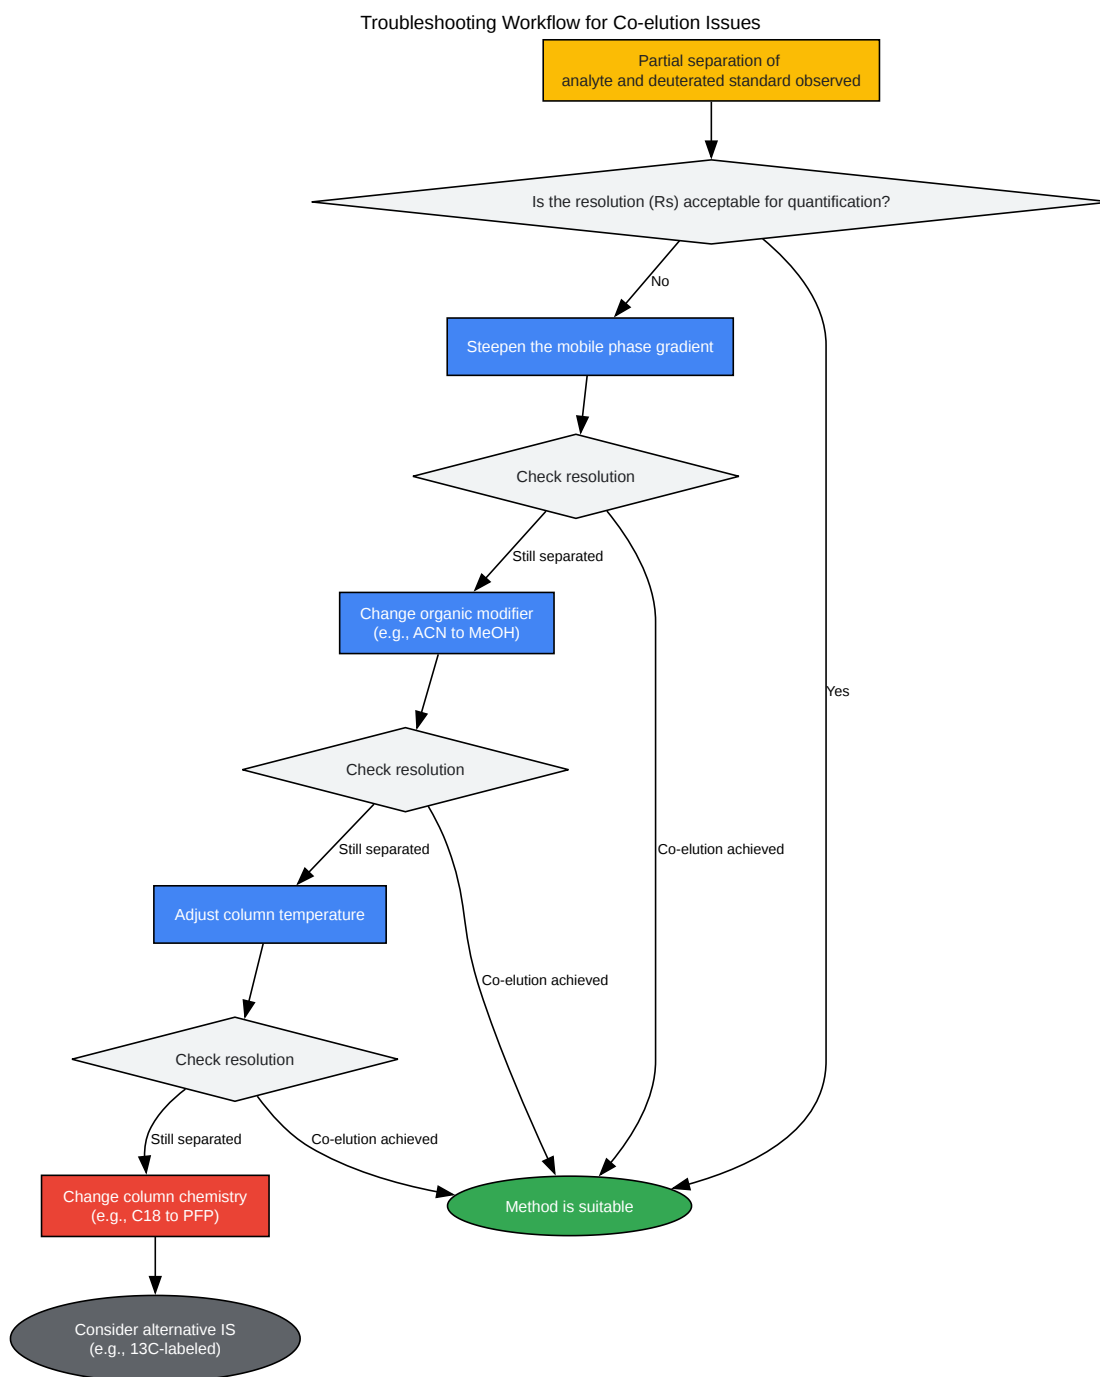 Troubleshooting Workflow for Co-elution Issues
Partial separation of
analyte and deuterated standard observed
Is the resolution (Rs) acceptable for quantification?
No
Steepen the mobile phase gradient
Check resolution
Still separated
Change organic modifier
(e.g., ACN to MeOH)
Yes
Check resolution
Still separated
Co-elution achieved
Adjust column temperature
Co-elution achieved
Check resolution
Still separated
Co-elution achieved
Change column chemistry
(e.g., C18 to PFP)
Method is suitable
Consider alternative IS
(e.g., 13C-labeled)